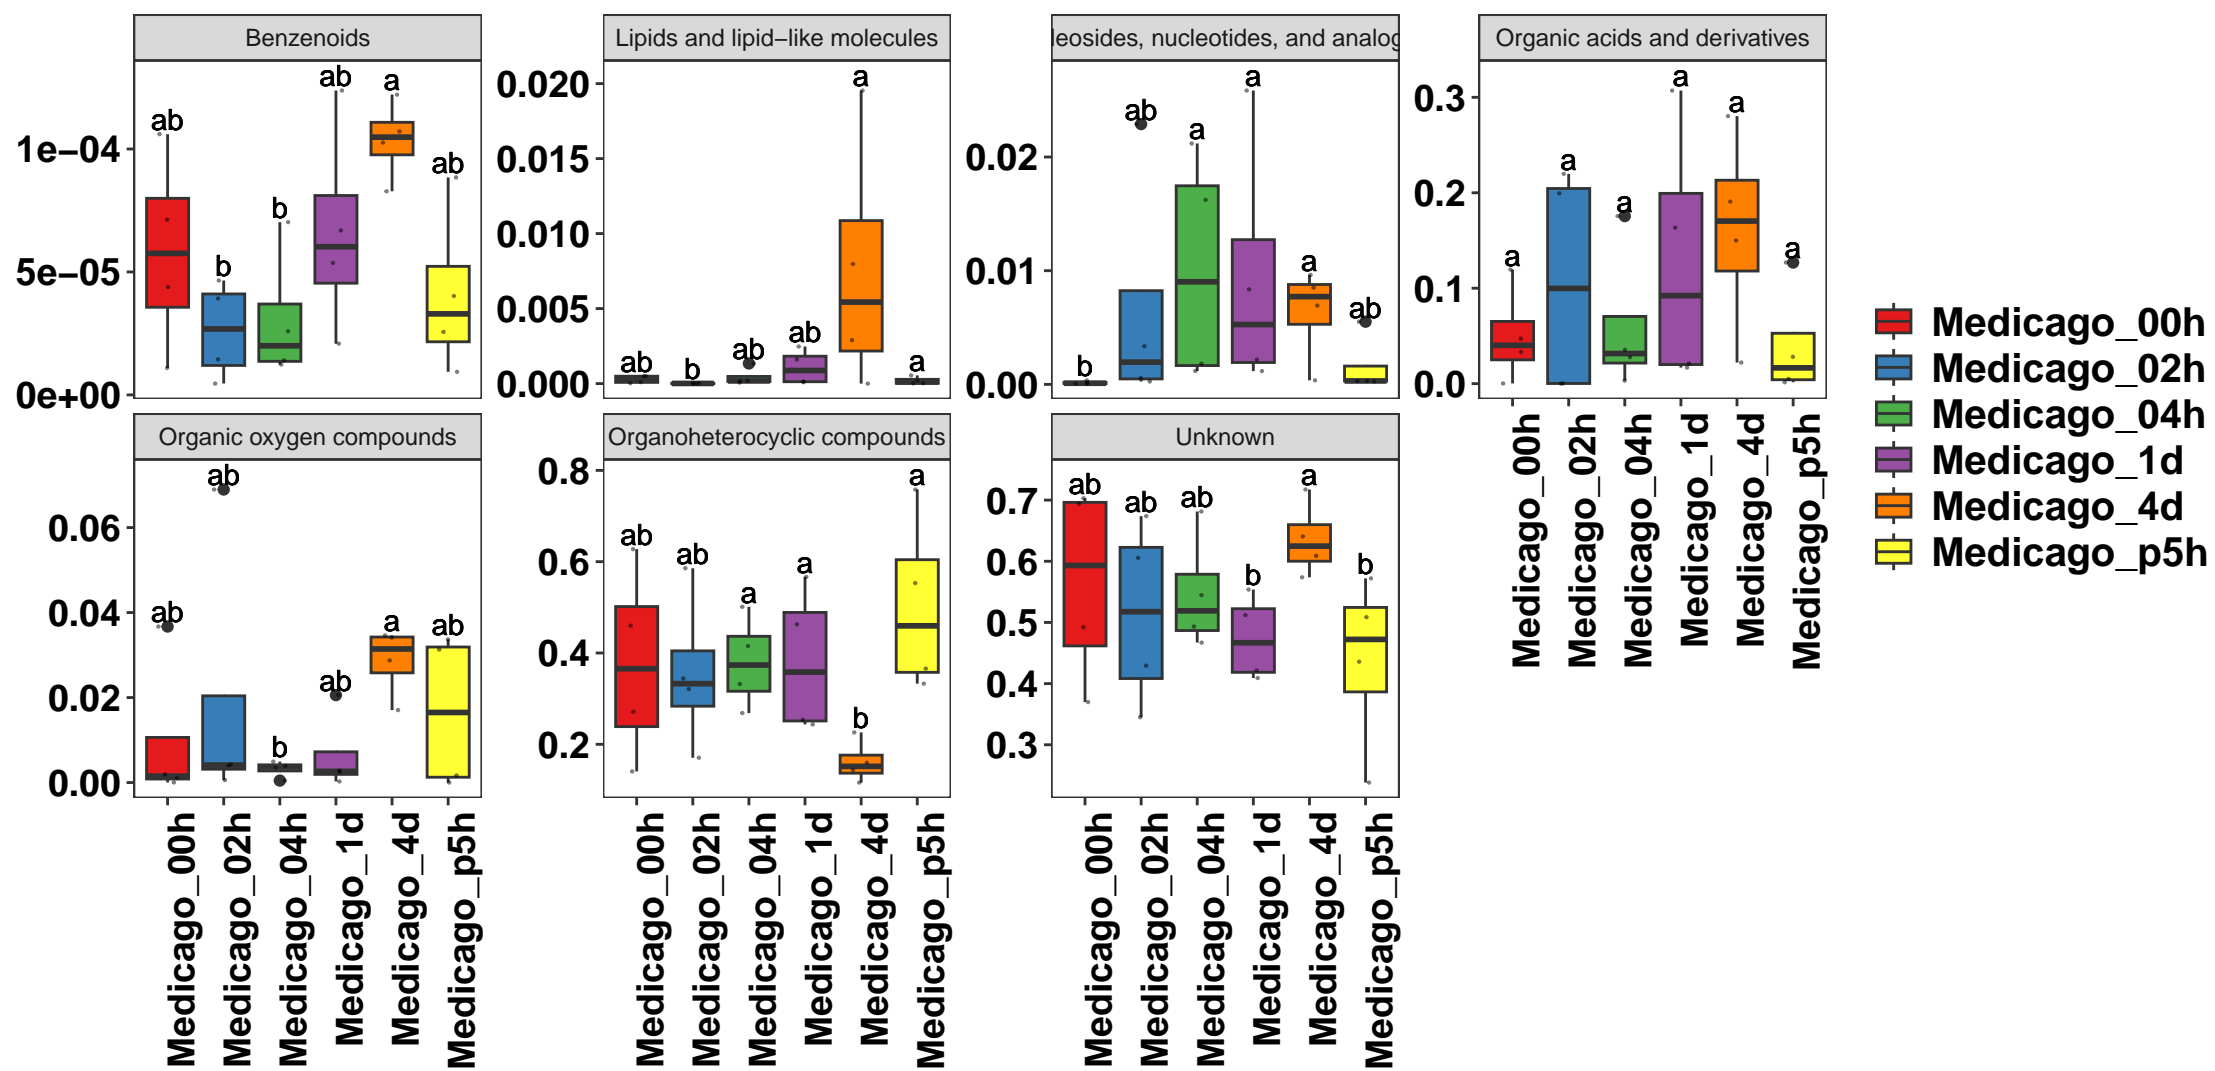 Benzenoids
Lipids and lipid−like molecules
leosides, nucleotides, and analog
Organic acids and derivatives
ab
b
b
ab
a
ab
1e−04
5e−05
0e+00
ab
b
ab
ab
a
a
0.020
0.015
0.010
0.005
0.000
b
ab
a
a
a
ab
0.02
0.01
0.00
a
a
a
a
a
a
0.3
0.2
0.1
0.0
Medicago_00h
Medicago_02h
Medicago_04h
Medicago_1d
Medicago_4d
Medicago_p5h
Organic oxygen compounds
Organoheterocyclic compounds
Unknown
ab
ab
b
ab
a
ab
0.06
0.04
0.02
0.00
Medicago_00h
Medicago_02h
Medicago_04h
Medicago_1d
Medicago_4d
Medicago_p5h
ab
ab
a
a
b
a
0.8
0.6
0.4
0.2
Medicago_00h
Medicago_02h
Medicago_04h
Medicago_1d
Medicago_4d
Medicago_p5h
ab
ab
ab
b
a
b
0.7
0.6
0.5
0.4
0.3
Medicago_00h
Medicago_02h
Medicago_04h
Medicago_1d
Medicago_4d
Medicago_p5h
Medicago_00h
Medicago_02h
Medicago_04h
Medicago_1d
Medicago_4d
Medicago_p5h